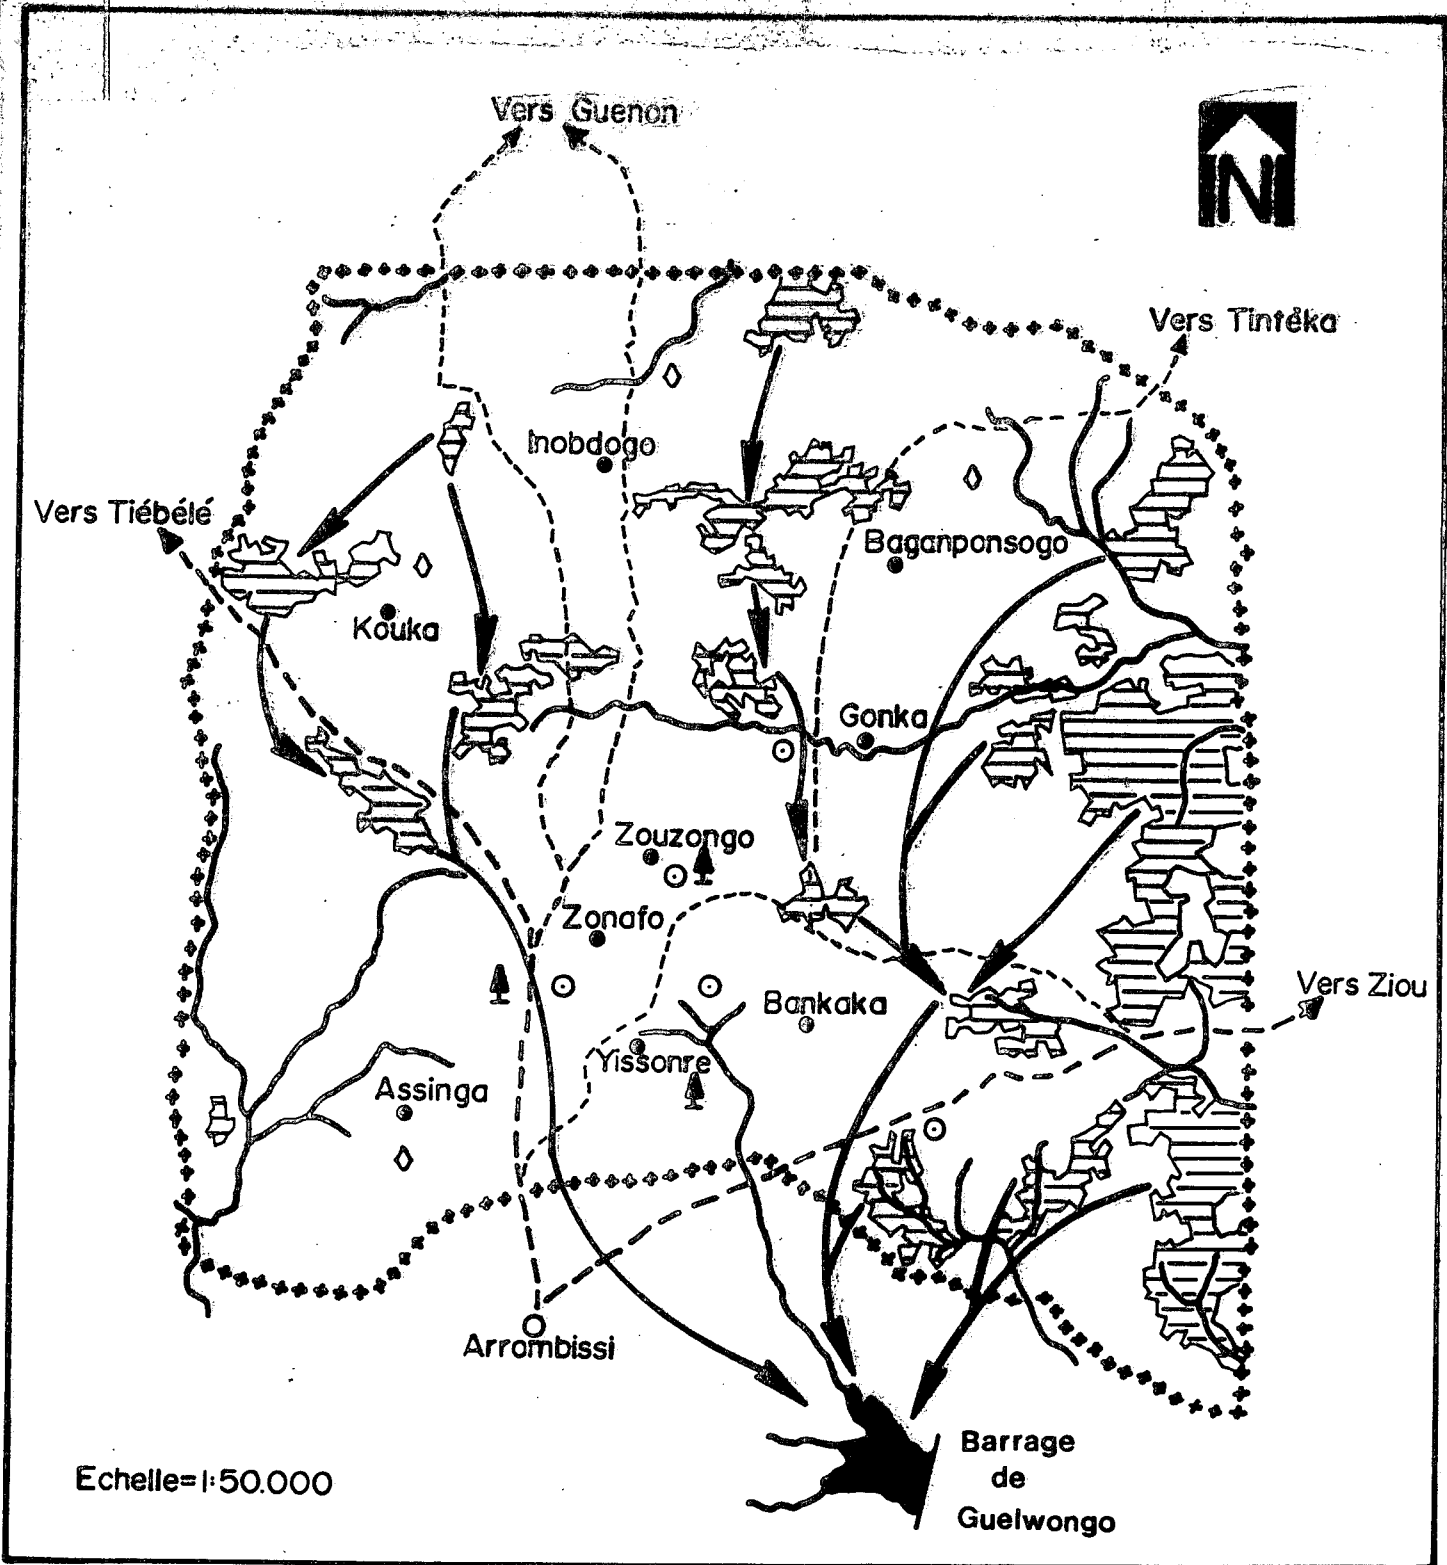 Vers Guenon
N
Vers Tintéka
Inobdogo
Vers Tiébélé
Baganponsogo
Kouka
Gonka
Zouzongo
Zonafo
Vers Ziou
Bankaka
Yissonre
Assinga
Arrombissi
Barrage
de
Guelwongo
Echelle=1:50.000